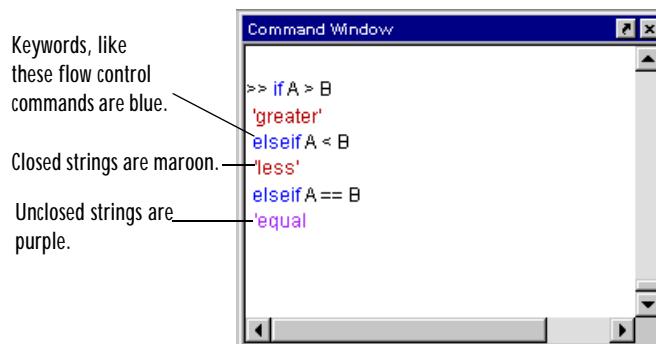 Keywords, like
these flow control
commands are blue.
Closed strings are maroon.
Unclosed strings are
purple.
Command Window
>> if A > B
'greater'
elseif A < B
'less'
elseif A == B
'equal